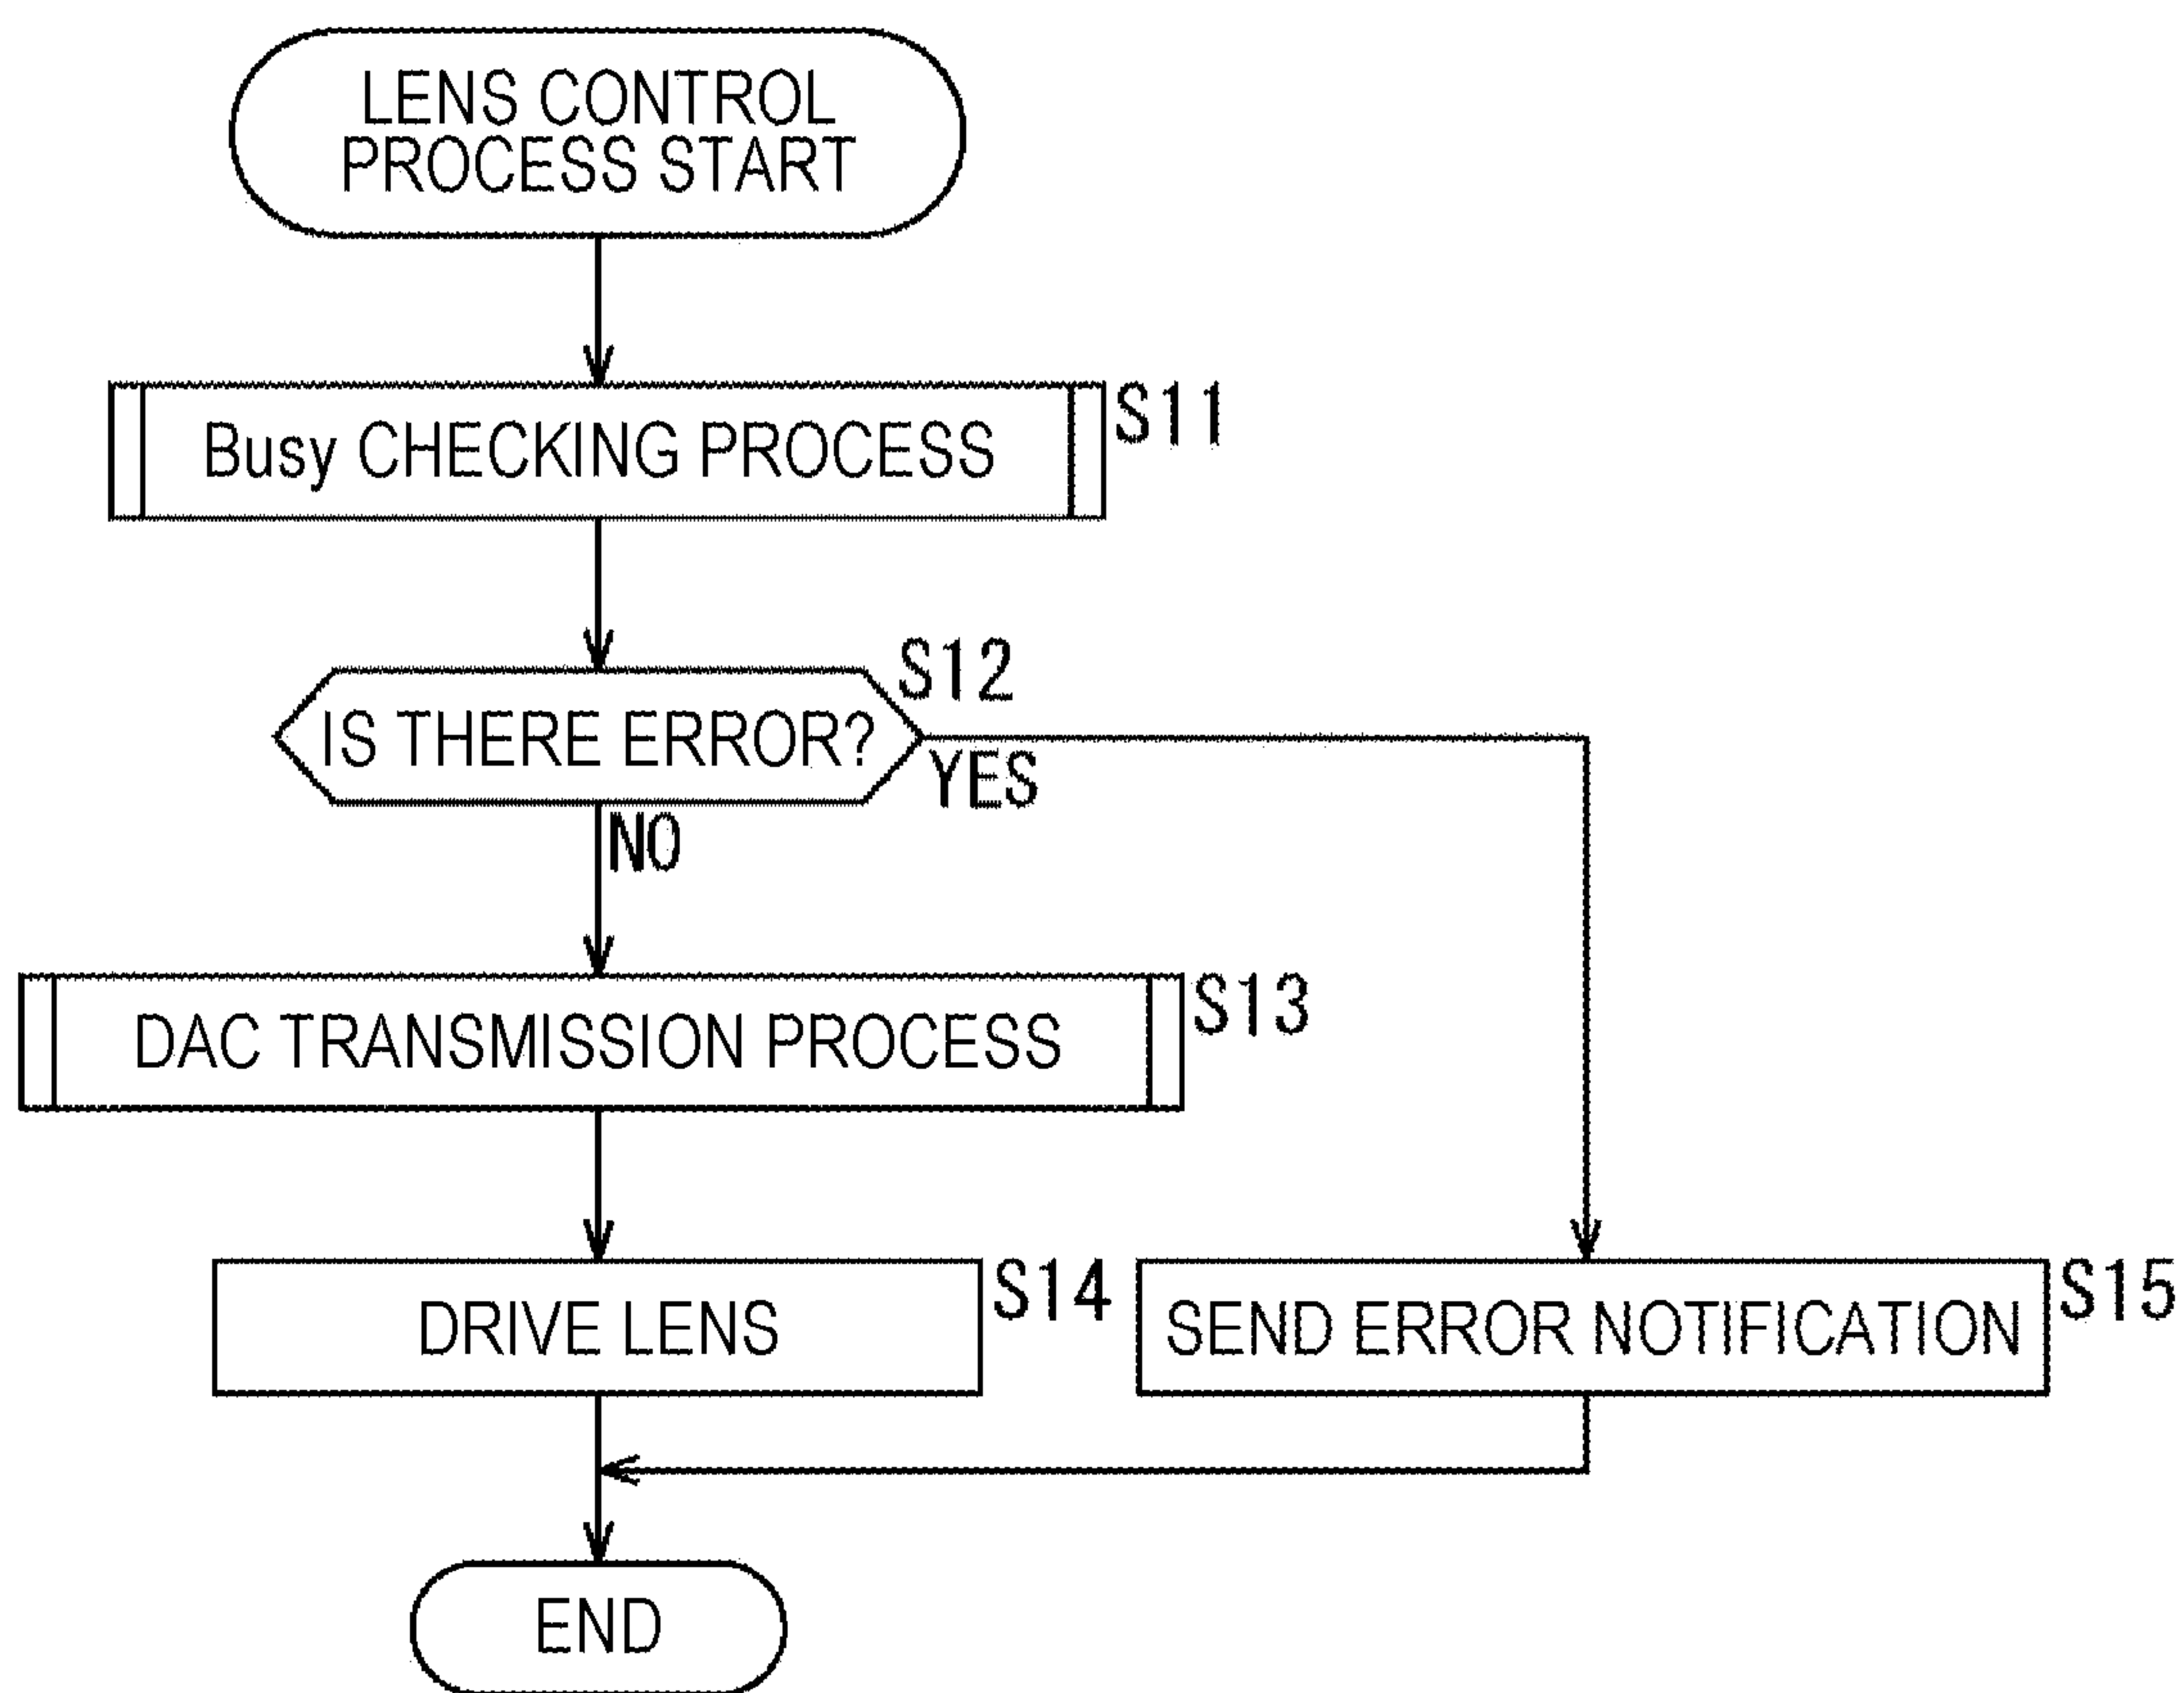 LENS CONTROL
PROCESS START
Busy CHECKING PROCESS
S11
S12
IS THERE ERROR?
YES
NO
DAC TRANSMISSION PROCESS
S13
DRIVE LENS
S14
SEND ERROR NOTIFICATION
S15
END